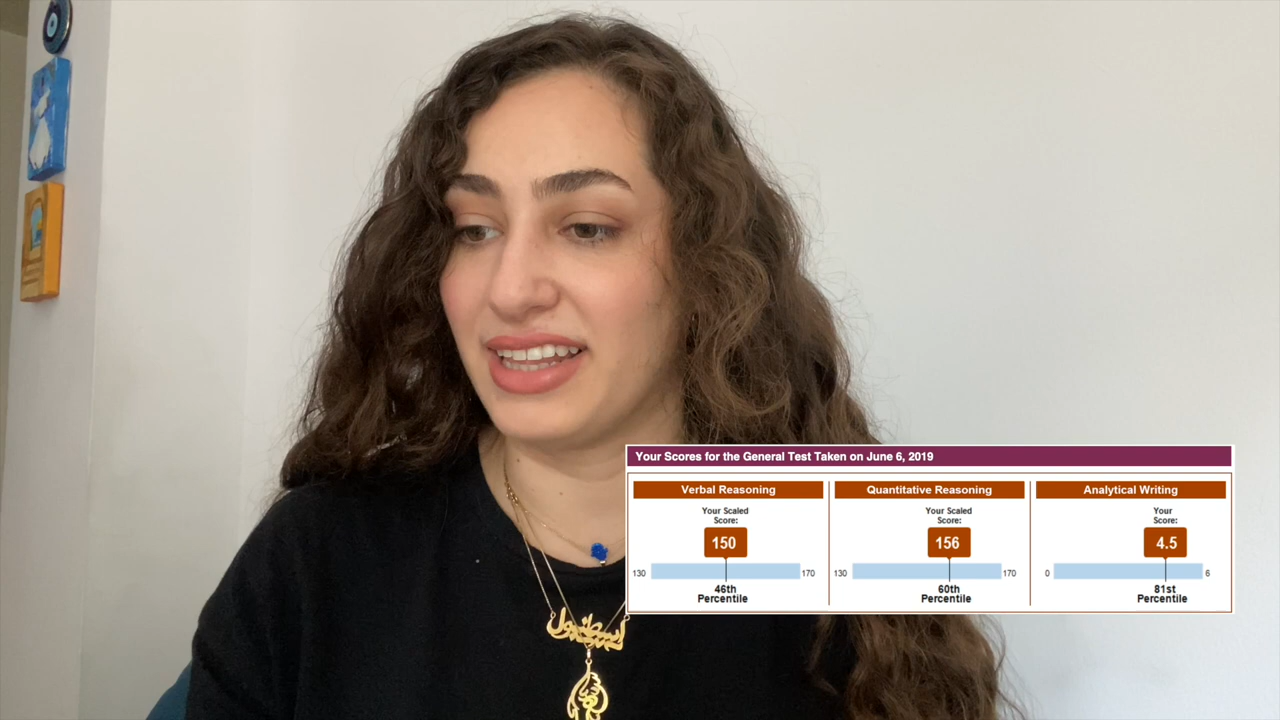 Your Scores for the General Test Taken on June 6, 2019
Verbal Reasoning
Your Scaled
Score:
150
130
170
46th
Percentile
Quantitative Reasoning
Your Scaled
Score:
156
130
170
60th
Percentile
Analytical Writing
Your
Score:
4.5
0
6
81st
Percentile